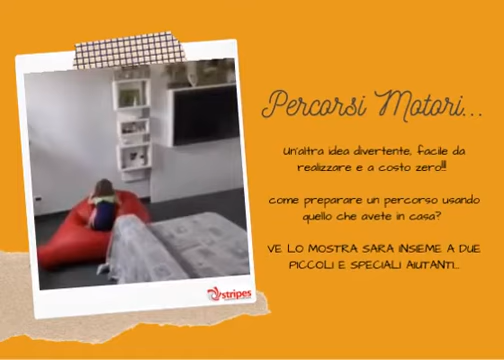 Percorsi Motori...
Un'altra idea divertente, facile da
realizzare e a costo zero!!!
come preparare un percorso usando
quello che avete in casa?
VE LO MOSTRA SARA INSIEME A DUE
PICCOLI E SPECIALI AIUTANTI...
stripes